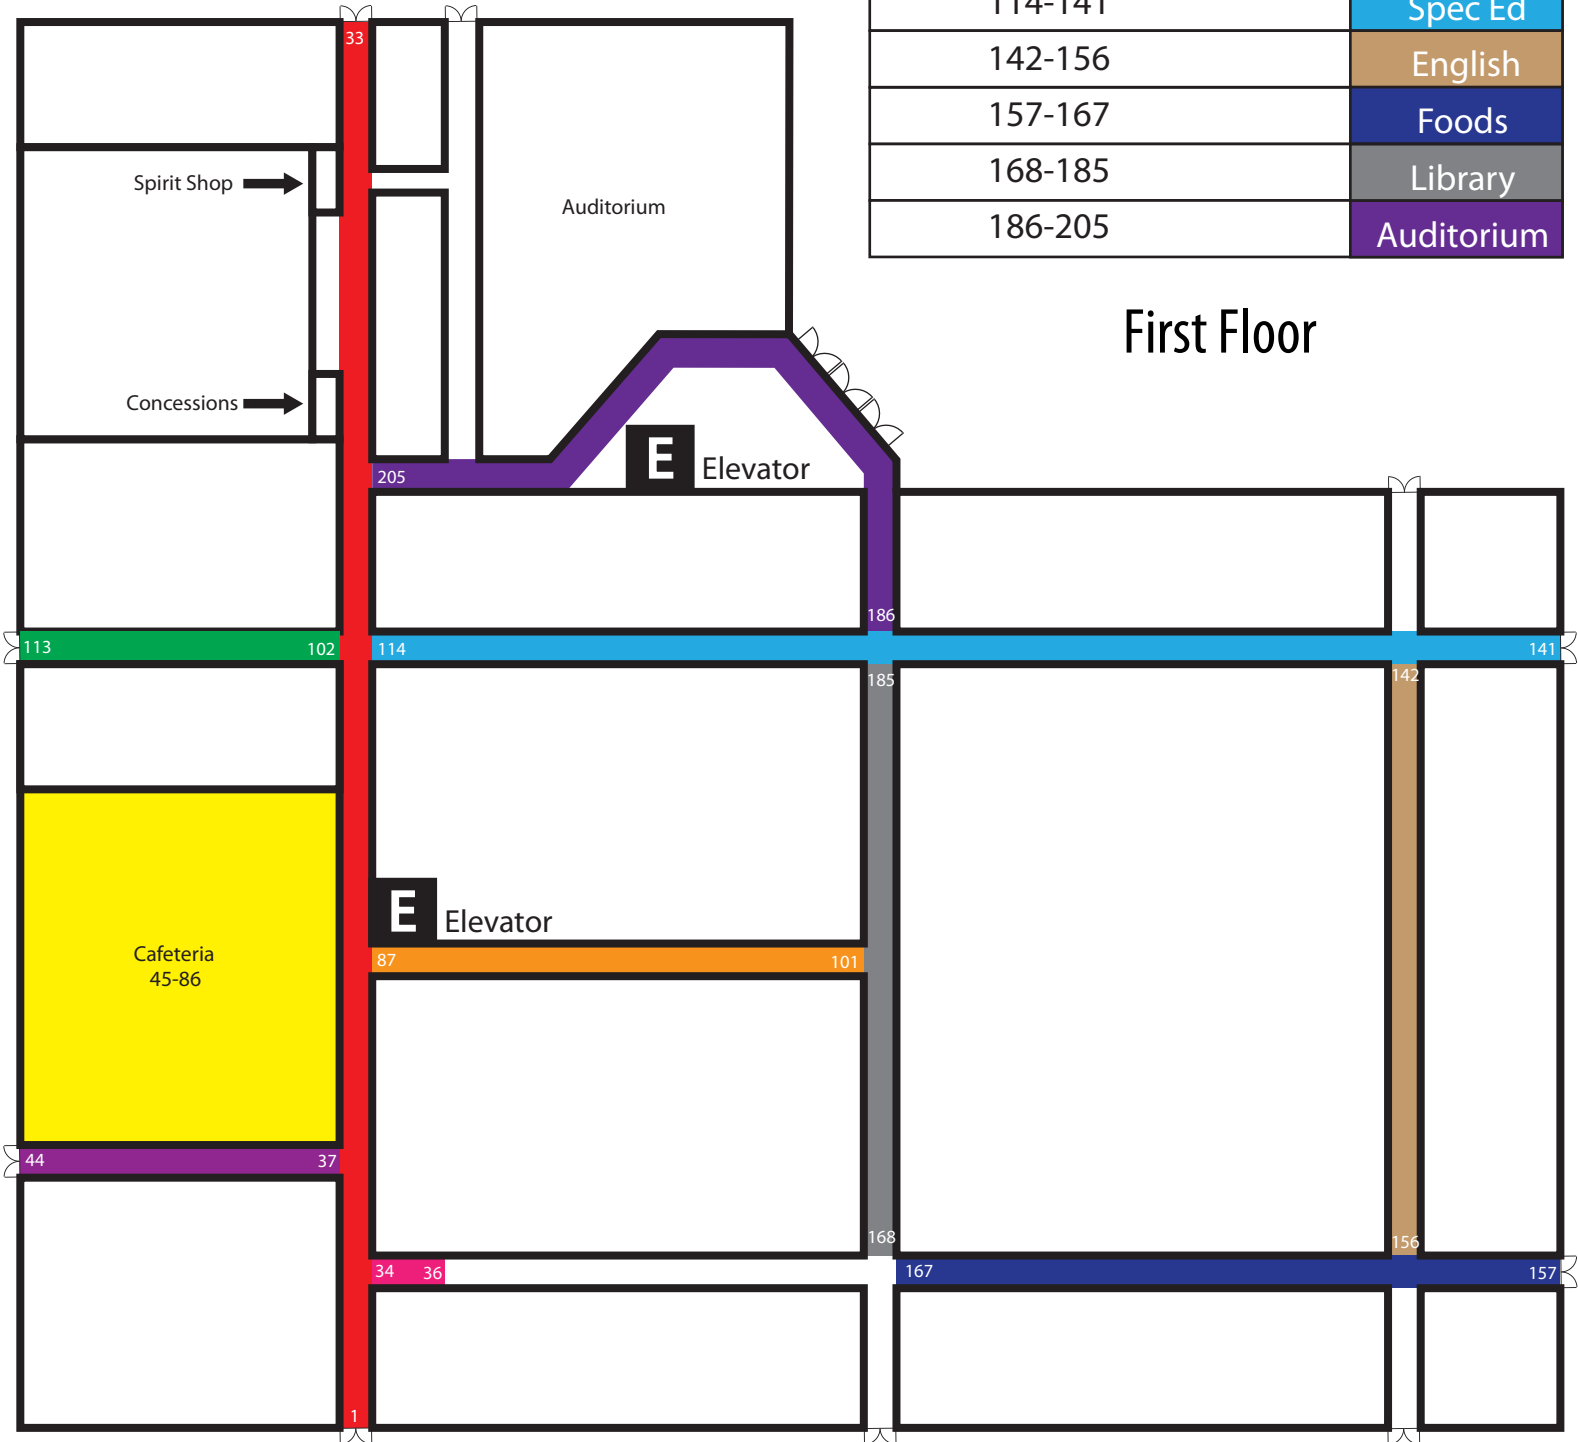 114-141 Spec Ed
142-156 English
157-167 Foods
168-185 Library
186-205 Auditorium
First Floor
33
Spirit Shop
Auditorium
Concessions
E Elevator
205
186
113 102 114 141
185 142
E Elevator
Cafeteria
45-86
87 101
44 37
168 156
34 36 167 157
1